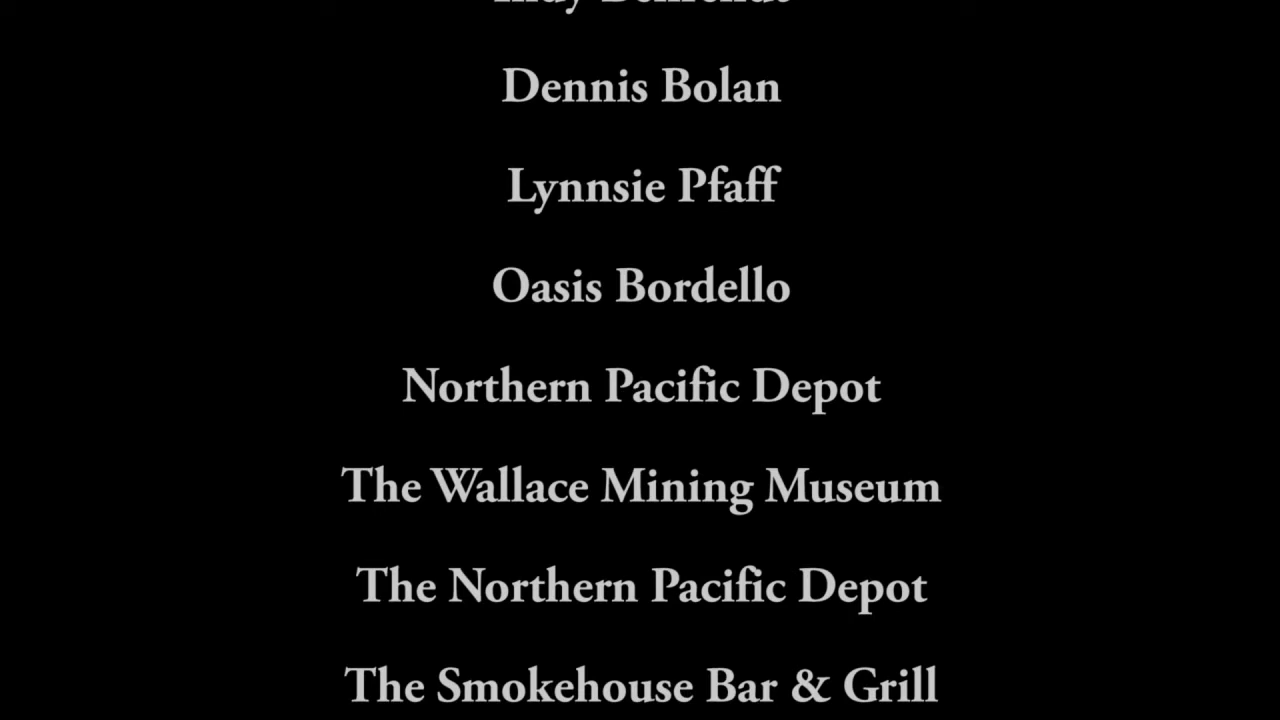 Dennis Bolan
Lynnsie Pfaff
Oasis Bordello
Northern Pacific Depot
The Wallace Mining Museum
The Northern Pacific Depot
The Smokehouse Bar & Grill